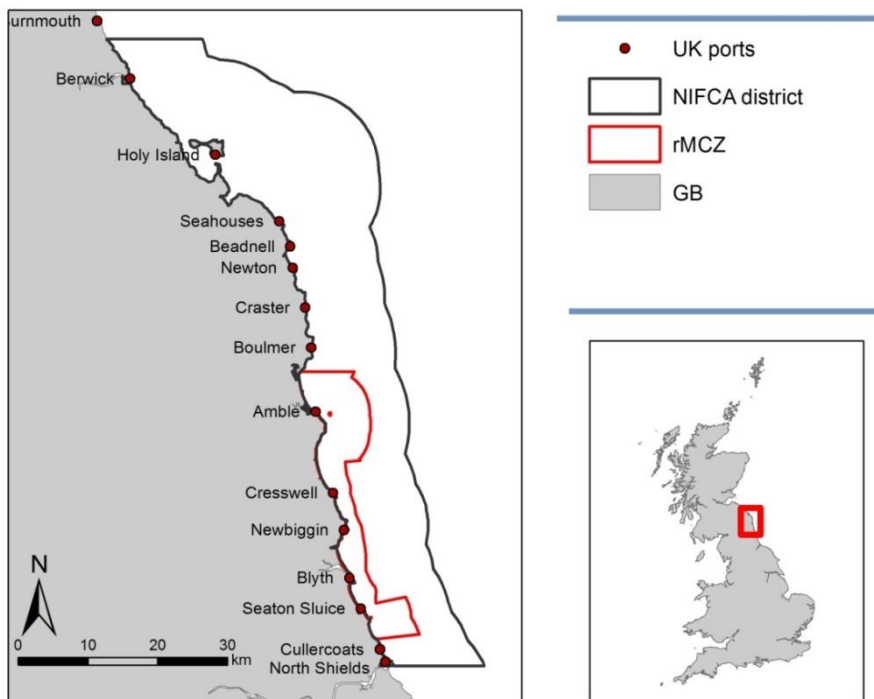 urnmouth
Berwick
Holy Island
Seahouses
Beadnell
Newton
Craster
Boulmer
Amble
Cresswell
Newbiggin
Blyth
Seaton Sluice
Cullercoats
North Shields
N
0 10 20 30
km
UK ports
NIFCA district
rMCZ
GB